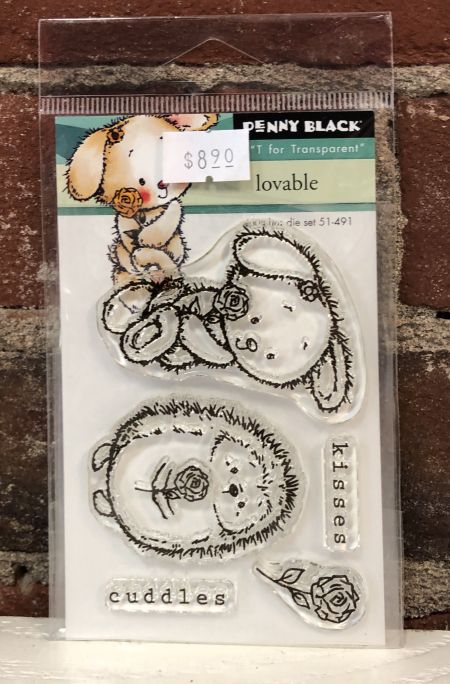 PENNY BLACK
"T for Transparent"
$8.90
lovable
die set 51-491
kisses
cuddles